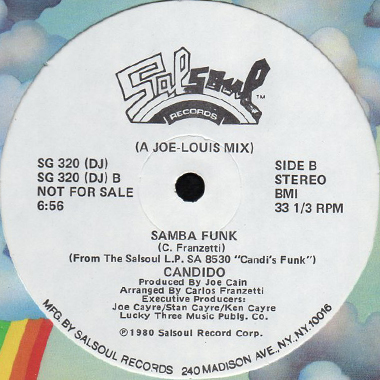 Salsoul TM
RECORDS
(A JOE-LOUIS MIX)
SG 320 (DJ)
SG 320 (DJ) B
NOT FOR SALE
6:56
SIDE B
STEREO
BMI
33 1/3 RPM
SAMBA FUNK
(C. Franzetti)
(From The Salsoul L.P. SA 8530 "Candi's Funk")
CANDIDO
Produced By Joe Cain
Arranged By Carlos Franzetti
Executive Producers:
Joe Cayre/Stan Cayre/Ken Cayre
Lucky Three Music Publg. Co.
℗ 1980 Salsoul Record Corp.
MFG. BY SALSOUL RECORDS 240 MADISON AVE., N.Y., N.Y. 10016